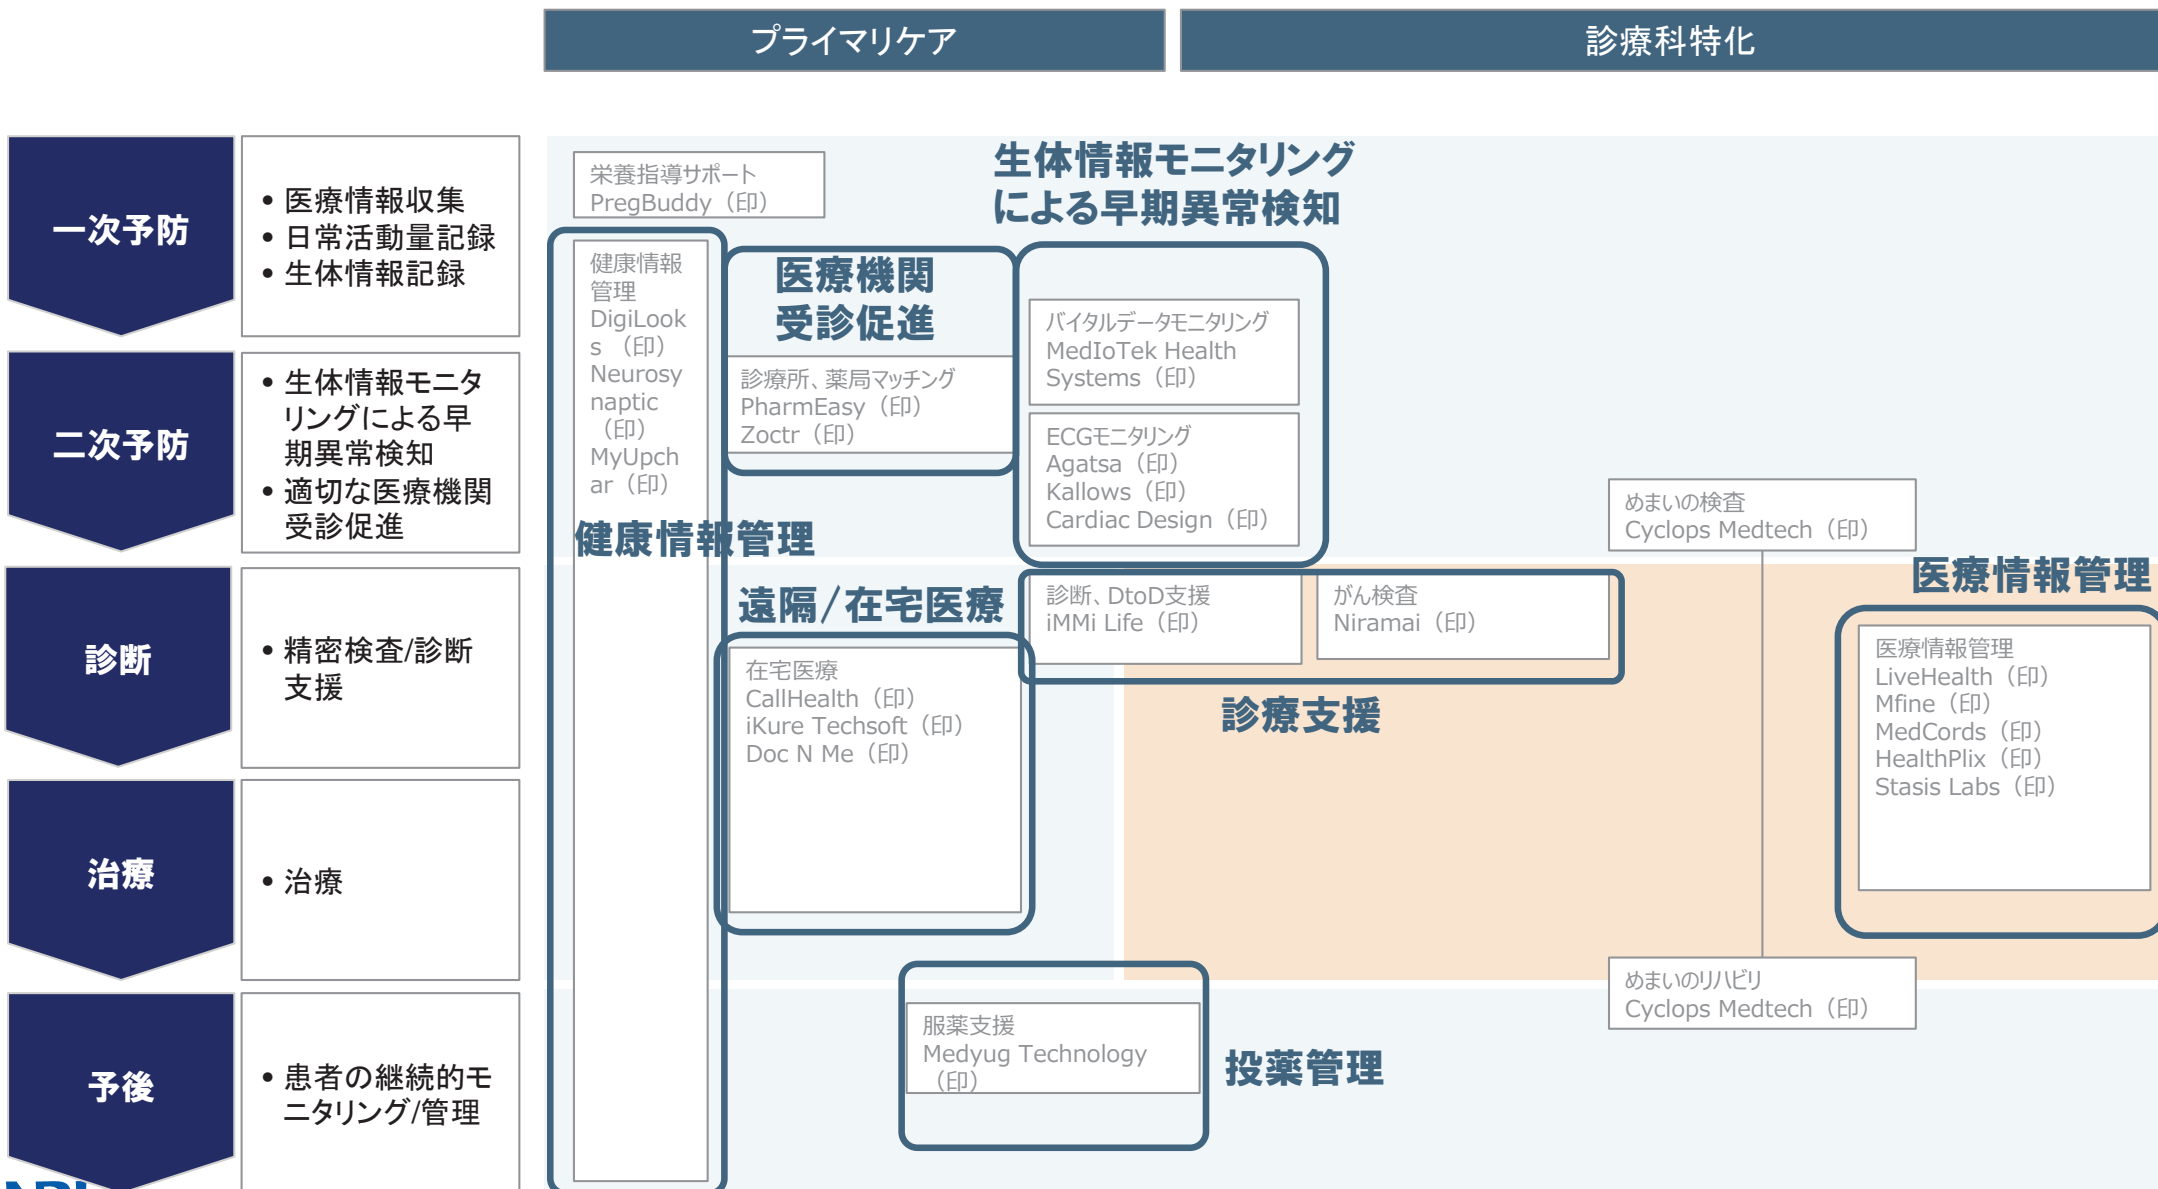 プライマリケア
診療科特化
一次予防
• 医療情報収集
• 日常活動量記録
• 生体情報記録
二次予防
• 生体情報モニタ
リングによる早
期異常検知
• 適切な医療機関
受診促進
診断
• 精密検査/診断
支援
治療
• 治療
予後
• 患者の継続的モ
ニタリング/管理
栄養指導サポート
PregBuddy（印）
健康情報
管理
DigiLook
s （印）
Neurosy
naptic
（印）
MyUpch
ar（印）
健康情報管理
医療機関
受診促進
診療所、薬局マッチング
PharmEasy（印）
Zoctr（印）
生体情報モニタリング
による早期異常検知
バイタルデータモニタリング
MedIoTek Health
Systems（印）
ECGモニタリング
Agatsa（印）
Kallows（印）
Cardiac Design（印）
めまいの検査
Cyclops Medtech（印）
遠隔/在宅医療
在宅医療
CallHealth（印）
iKure Techsoft（印）
Doc N Me（印）
診断、DtoD支援
iMMi Life（印）
がん検査
Niramai（印）
診療支援
医療情報管理
医療情報管理
LiveHealth（印）
Mfine（印）
MedCords（印）
HealthPlix（印）
Stasis Labs（印）
めまいのリハビリ
Cyclops Medtech（印）
服薬支援
Medyug Technology
（印）
投薬管理